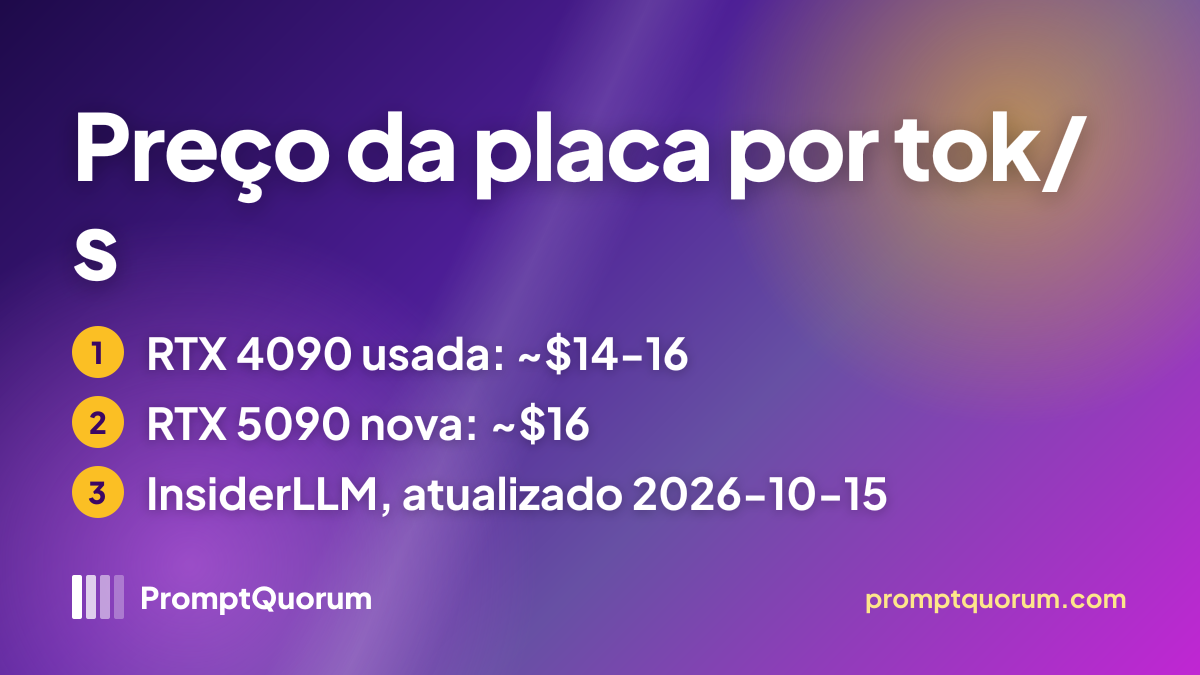 Preço da placa por tok/
s
1 RTX 4090 usada: ~$14–16
2 RTX 5090 nova: ~$16
3 InsiderLLM, atualizado 2026-10-15
PromptQuorum
promptquorum.com